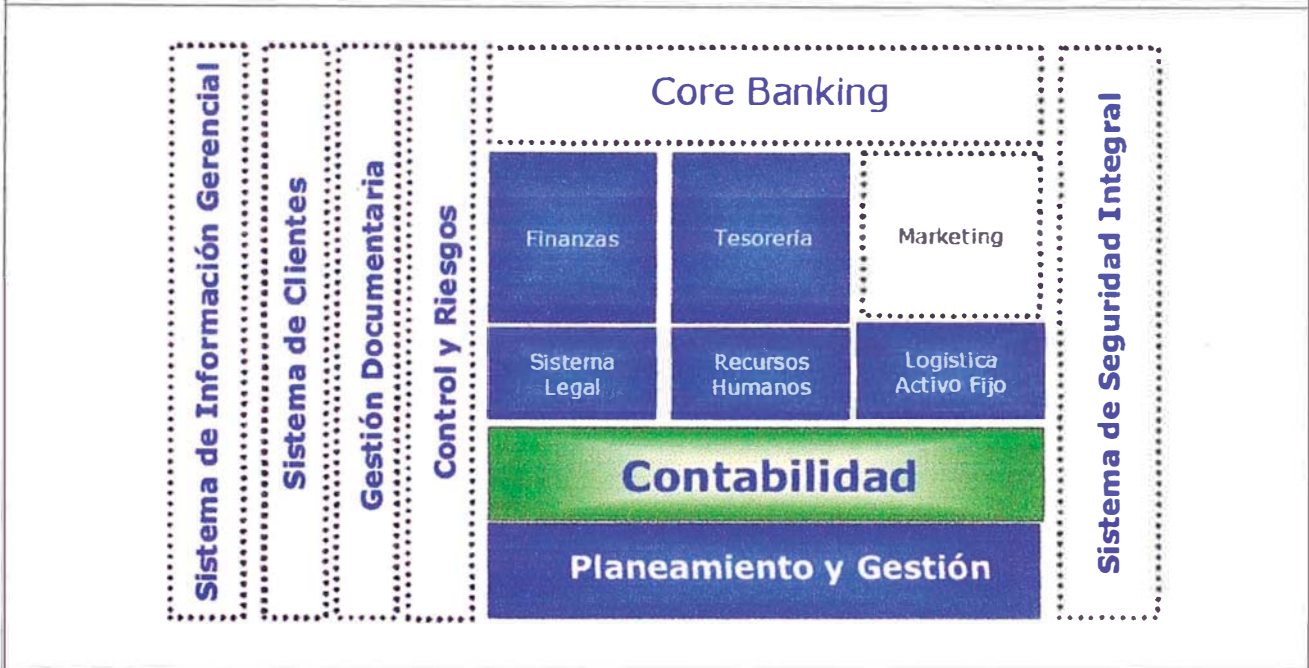 Sistema de Información Gerencial
Sistema de Clientes
Gestión Documentaria
Control y Riesgos
Core Banking
Finanzas
Tesorería
Marketing
Sistema
Legal
Recursos
Humanos
Logística
Activo Fijo
Contabilidad
Planeamiento y Gestión
Sistema de Seguridad Integral